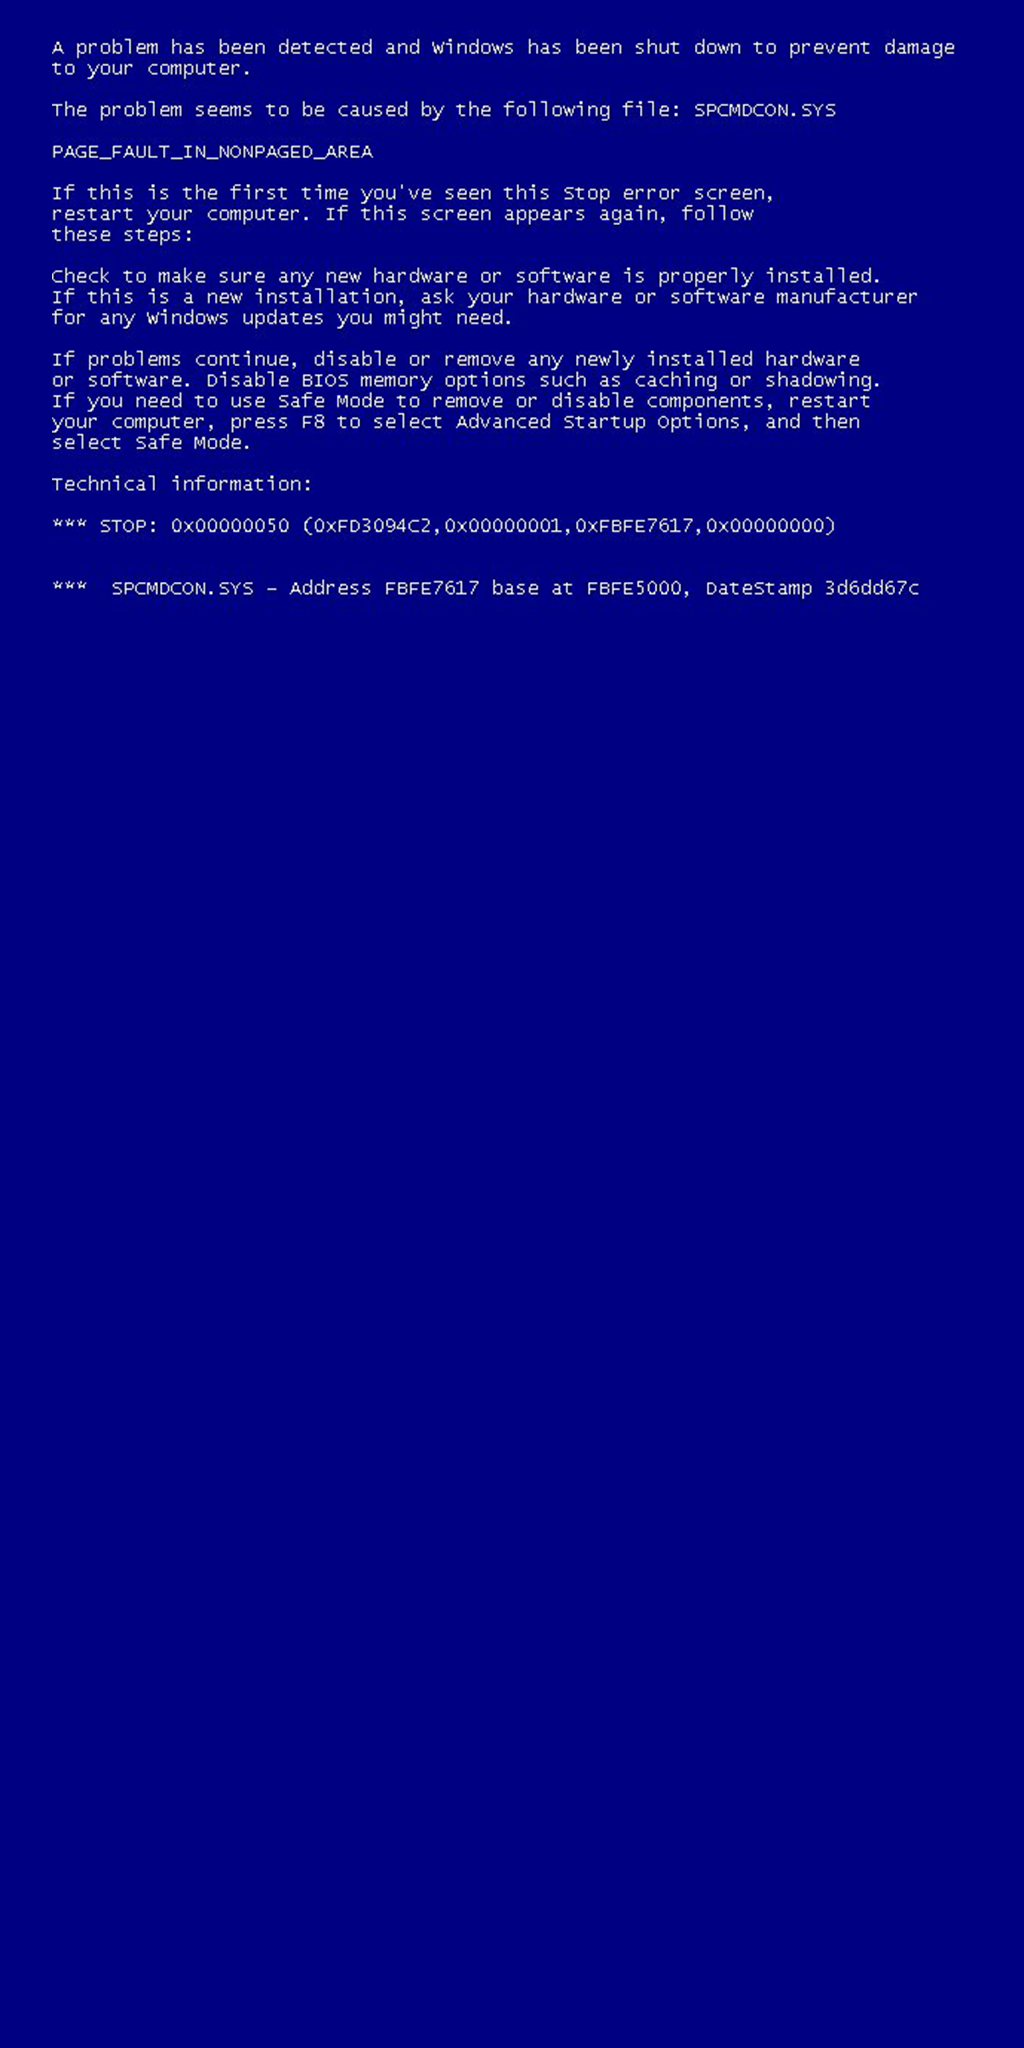 A problem has been detected and Windows has been shut down to prevent damage
to your computer.
The problem seems to be caused by the following file: SPCMDCON.SYS
PAGE_FAULT_IN_NONPAGED_AREA
If this is the first time you've seen this Stop error screen,
restart your computer. If this screen appears again, follow
these steps:
Check to make sure any new hardware or software is properly installed.
If this is a new installation, ask your hardware or software manufacturer
for any Windows updates you might need.
If problems continue, disable or remove any newly installed hardware
or software. Disable BIOS memory options such as caching or shadowing.
If you need to use Safe Mode to remove or disable components, restart
your computer, press F8 to select Advanced Startup Options, and then
select Safe Mode.
Technical information:
*** STOP: 0x00000050 (0xFD3094C2,0x00000001,0xFBFE7617,0x00000000)
***  SPCMDCON.SYS – Address FBFE7617 base at FBFE5000, DateStamp 3d6dd67c